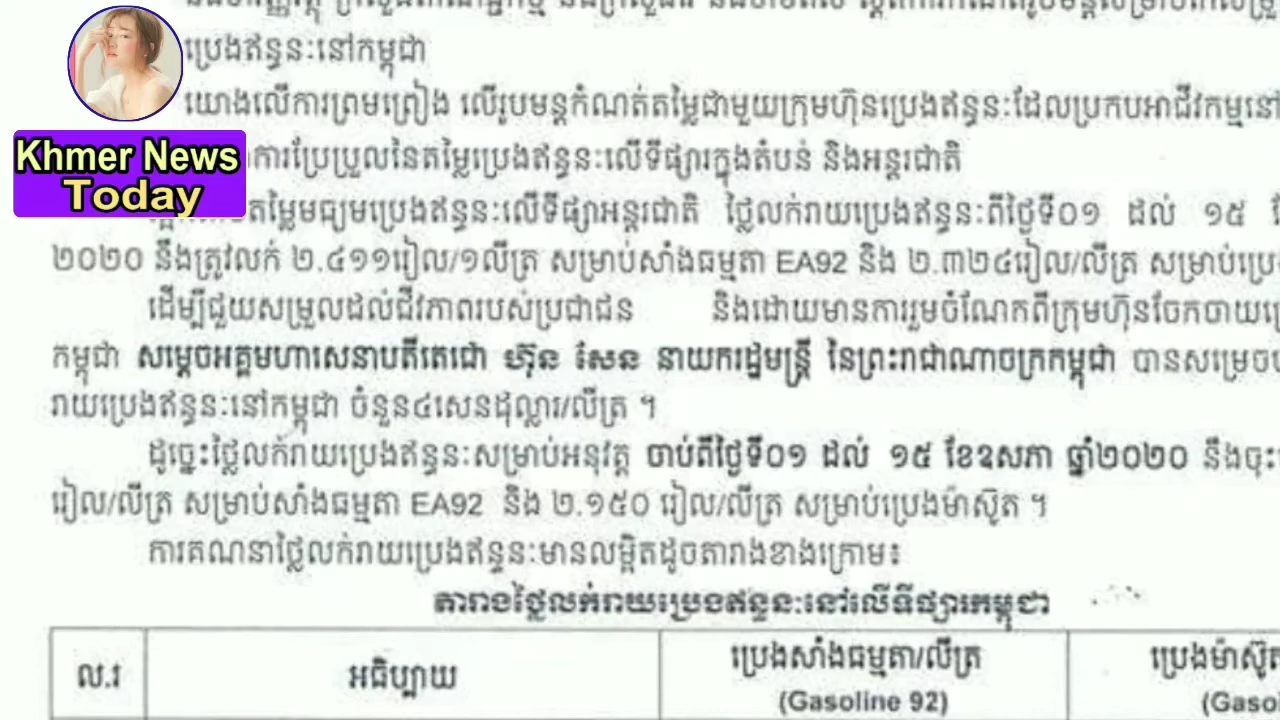 ប្រេងឥន្ធនៈនៅកម្ពុជា
យោងលើការព្រមព្រៀង លើរូបមន្តកំណត់តម្លៃជាមួយក្រុមហ៊ុនប្រេងឥន្ធនៈដែលប្រកបអាជីវកម្មនៅ
Khmer News
Today
ការប្រែប្រួលនៃតម្លៃប្រេងឥន្ធនៈលើទីផ្សារក្នុងតំបន់ និងអន្តរជាតិ
តម្លៃមធ្យមប្រេងឥន្ធនៈលើទីផ្សារអន្តរជាតិ ថ្លៃលក់រាយប្រេងឥន្ធនៈពីថ្ងៃទី០១ ដល់ ១៥
២០២០ នឹងត្រូវលក់ ២.៤១១រៀល/១លីត្រ សម្រាប់សាំងធម្មតា EA92 និង ២.៣២៤រៀល/លីត្រ សម្រាប់ប្រេង
ដើម្បីជួយសម្រួលដល់ជីវភាពរបស់ប្រជាជន និងដោយមានការរួមចំណែកពីក្រុមហ៊ុនចែកចាយ
កម្ពុជា សម្ដេចអគ្គមហាសេនាបតីតេជោ ហ៊ុន សែន នាយករដ្ឋមន្ត្រី នៃព្រះរាជាណាចក្រកម្ពុជា បានសម្រេច
រាយប្រេងឥន្ធនៈនៅកម្ពុជា ចំនួន៤សេនដុល្លារ/លីត្រ ។
ដូច្នេះថ្លៃលក់រាយប្រេងឥន្ធនៈសម្រាប់អនុវត្ត ចាប់ពីថ្ងៃទី០១ ដល់ ១៥ ខែឧសភា ឆ្នាំ២០២០ នឹងចុះ
រៀល/លីត្រ សម្រាប់សាំងធម្មតា EA92 និង ២.១៥០ រៀល/លីត្រ សម្រាប់ប្រេងម៉ាស៊ូត ។
ការគណនាថ្លៃលក់រាយប្រេងឥន្ធនៈមានលម្អិតដូចតារាងខាងក្រោម៖
តារាងថ្លៃលក់រាយប្រេងឥន្ធនៈនៅលើទីផ្សារកម្ពុជា
ល.រ អធិប្បាយ ប្រេងសាំងធម្មតា/លីត្រ ប្រេងម៉ាស៊ូត
(Gasoline 92)